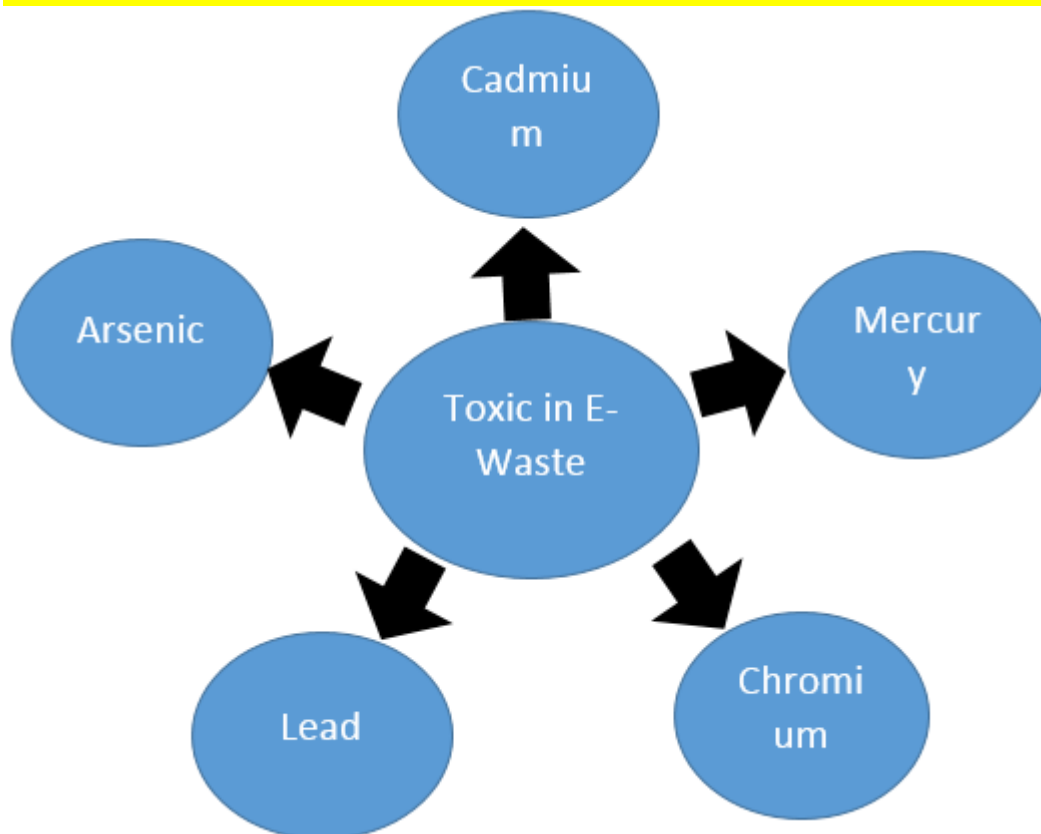 Cadmiu
m
Arsenic
Mercur
y
Toxic in E-
Waste
Lead
Chromi
um